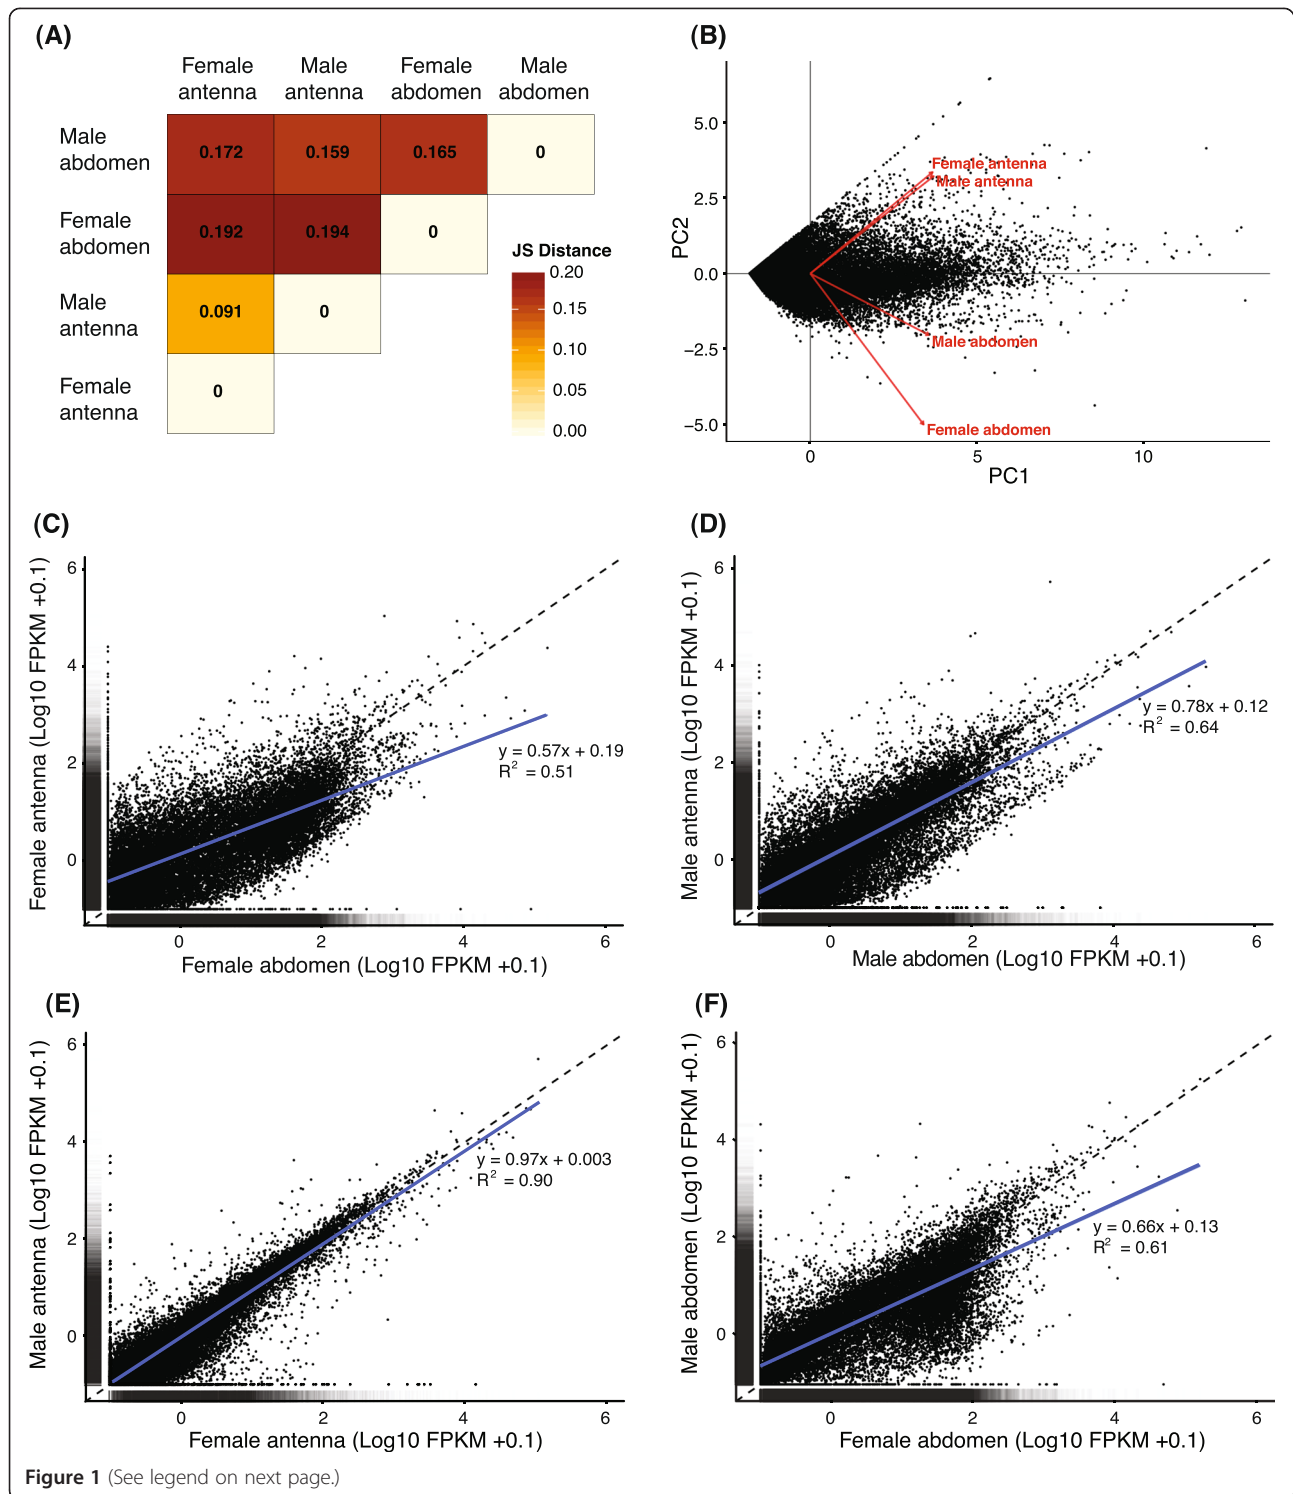 (A)
Female antenna
Male antenna
Female abdomen
Male abdomen
Male abdomen
0.172 0.159 0.165 0
Female abdomen
0.192 0.194 0
Male antenna
0.091 0
Female antenna
0
JS Distance
0.20
0.15
0.10
0.05
0.00
(B)
PC2
5.0
2.5
0.0
−2.5
−5.0
Female antenna
Male antenna
Male abdomen
Female abdomen
0 5 10
PC1
(C)
Female antenna (Log10 FPKM +0.1)
6
4
2
0
y = 0.57x + 0.19
R2 = 0.51
0 2 4 6
Female abdomen (Log10 FPKM +0.1)
(D)
Male antenna (Log10 FPKM +0.1)
6
4
2
0
y = 0.78x + 0.12
R2 = 0.64
0 2 4 6
Male abdomen (Log10 FPKM +0.1)
(E)
Male antenna (Log10 FPKM +0.1)
6
4
2
0
y = 0.97x + 0.003
R2 = 0.90
0 2 4 6
Female antenna (Log10 FPKM +0.1)
(F)
Male abdomen (Log10 FPKM +0.1)
6
4
2
0
y = 0.66x + 0.13
R2 = 0.61
0 2 4 6
Female abdomen (Log10 FPKM +0.1)
Figure 1 (See legend on next page.)